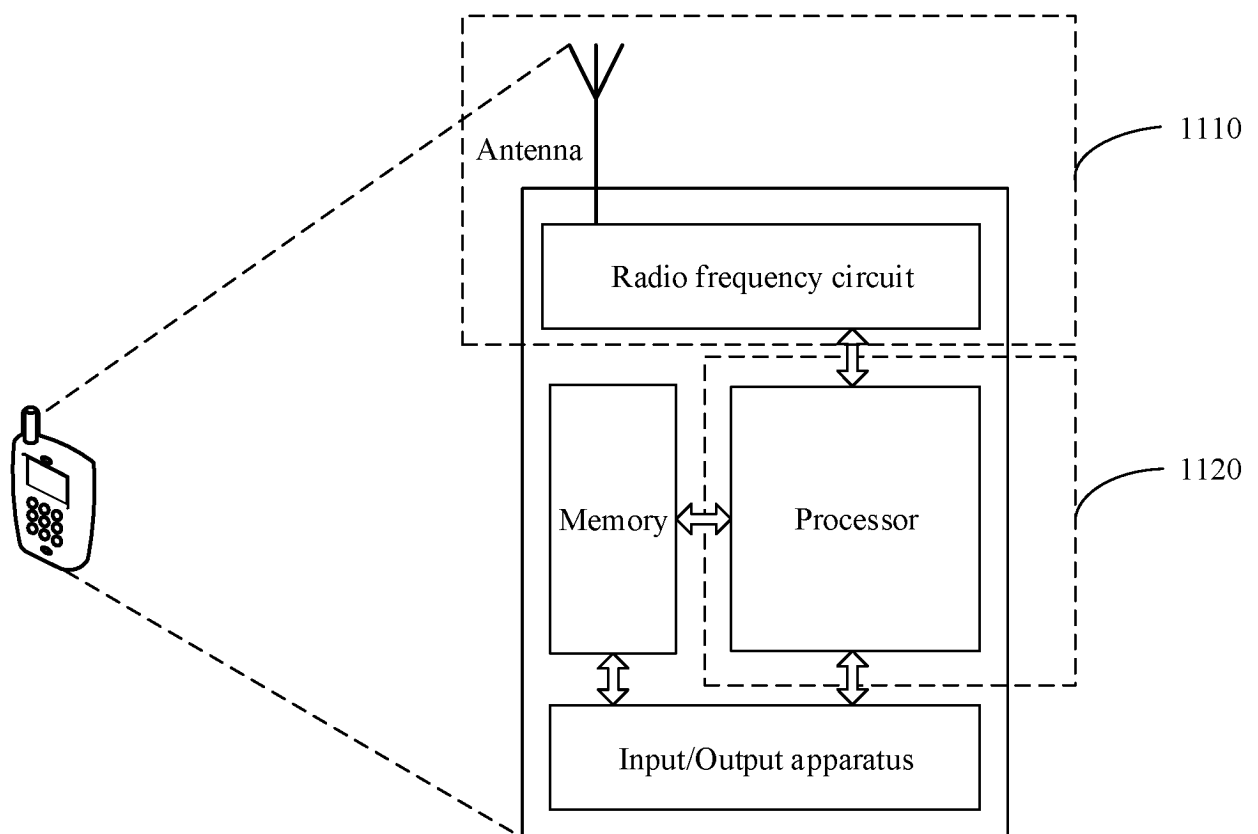 1110
Antenna
Radio frequency circuit
1120
Memory
Processor
Input/Output apparatus